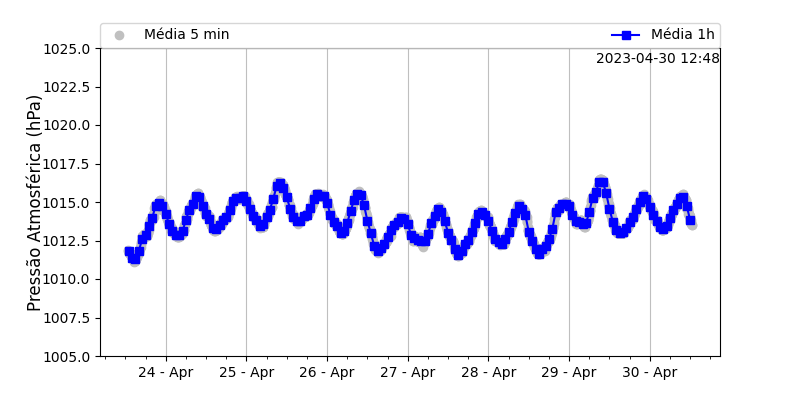 Média 5 min
Média 1h
2023-04-30 12:48
Pressão Atmosférica (hPa)
1025.0
1022.5
1020.0
1017.5
1015.0
1012.5
1010.0
1007.5
1005.0
24 - Apr
25 - Apr
26 - Apr
27 - Apr
28 - Apr
29 - Apr
30 - Apr